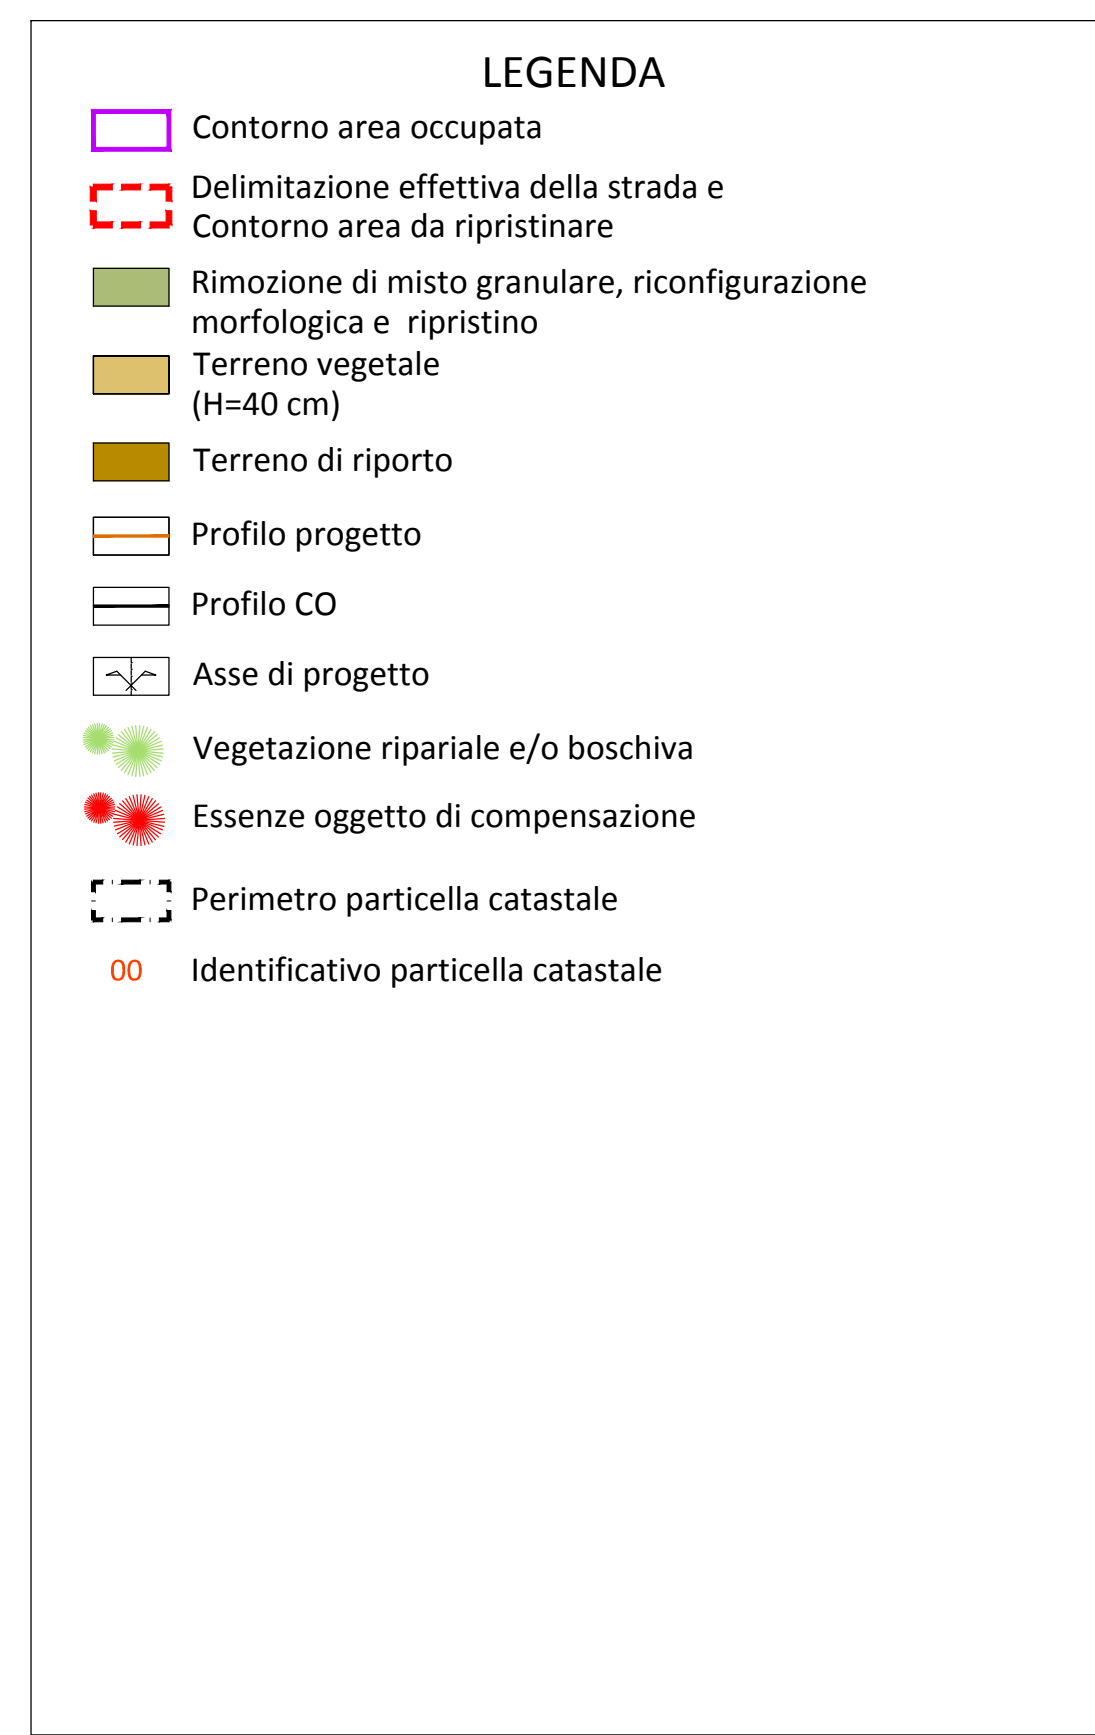 LEGENDA
Contorno area occupata
Delimitazione effettiva della strada e
Contorno area da ripristinare
Rimozione di misto granulare, riconfigurazione
morfologica e ripristino
Terreno vegetale
(H=40 cm)
Terreno di riporto
Profilo progetto
Profilo CO
Asse di progetto
Vegetazione ripariale e/o boschiva
Essenze oggetto di compensazione
Perimetro particella catastale
00 Identificativo particella catastale